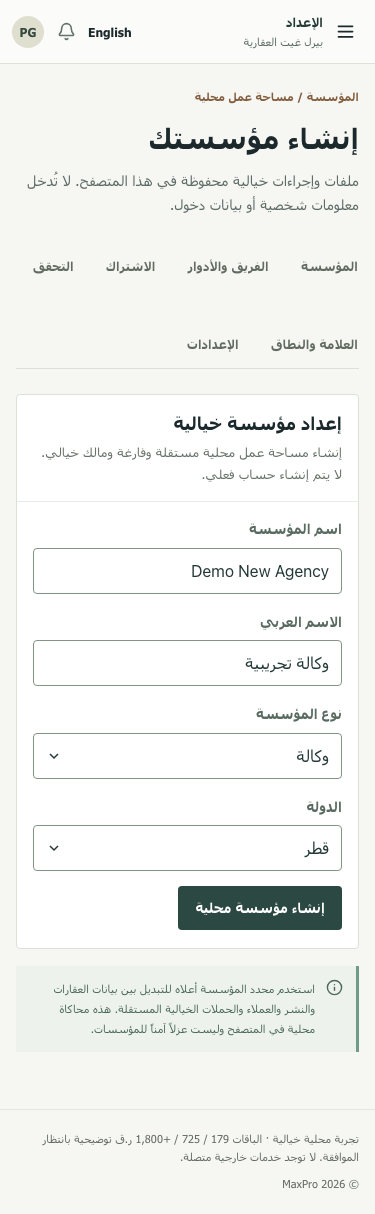 الإعداد
بيرل غيت العقارية
English
PG
المؤسسة / مساحة عمل محلية
إنشاء مؤسستك
ملفات وإجراءات خيالية محفوظة في هذا المتصفح. لا تُدخل
معلومات شخصية أو بيانات دخول.
المؤسسة
الفريق والأدوار
الاشتراك
التحقق
العلامة والنطاق
الإعدادات
إعداد مؤسسة خيالية
إنشاء مساحة عمل محلية مستقلة وفارغة ومالك خيالي.
لا يتم إنشاء حساب فعلي.
اسم المؤسسة
Demo New Agency
الاسم العربي
وكالة تجريبية
نوع المؤسسة
وكالة
الدولة
قطر
إنشاء مؤسسة محلية
استخدم محدد المؤسسة أعلاه للتبديل بين بيانات العقارات
والنشر والعملاء والحملات الخيالية المستقلة. هذه محاكاة
محلية في المتصفح وليست عزلاً آمناً للمؤسسات.
تجربة محلية خيالية · الباقات 179 / 725 / +1,800 ر.ق توضيحية بانتظار
الموافقة. لا توجد خدمات خارجية متصلة.
© 2026 MaxPro